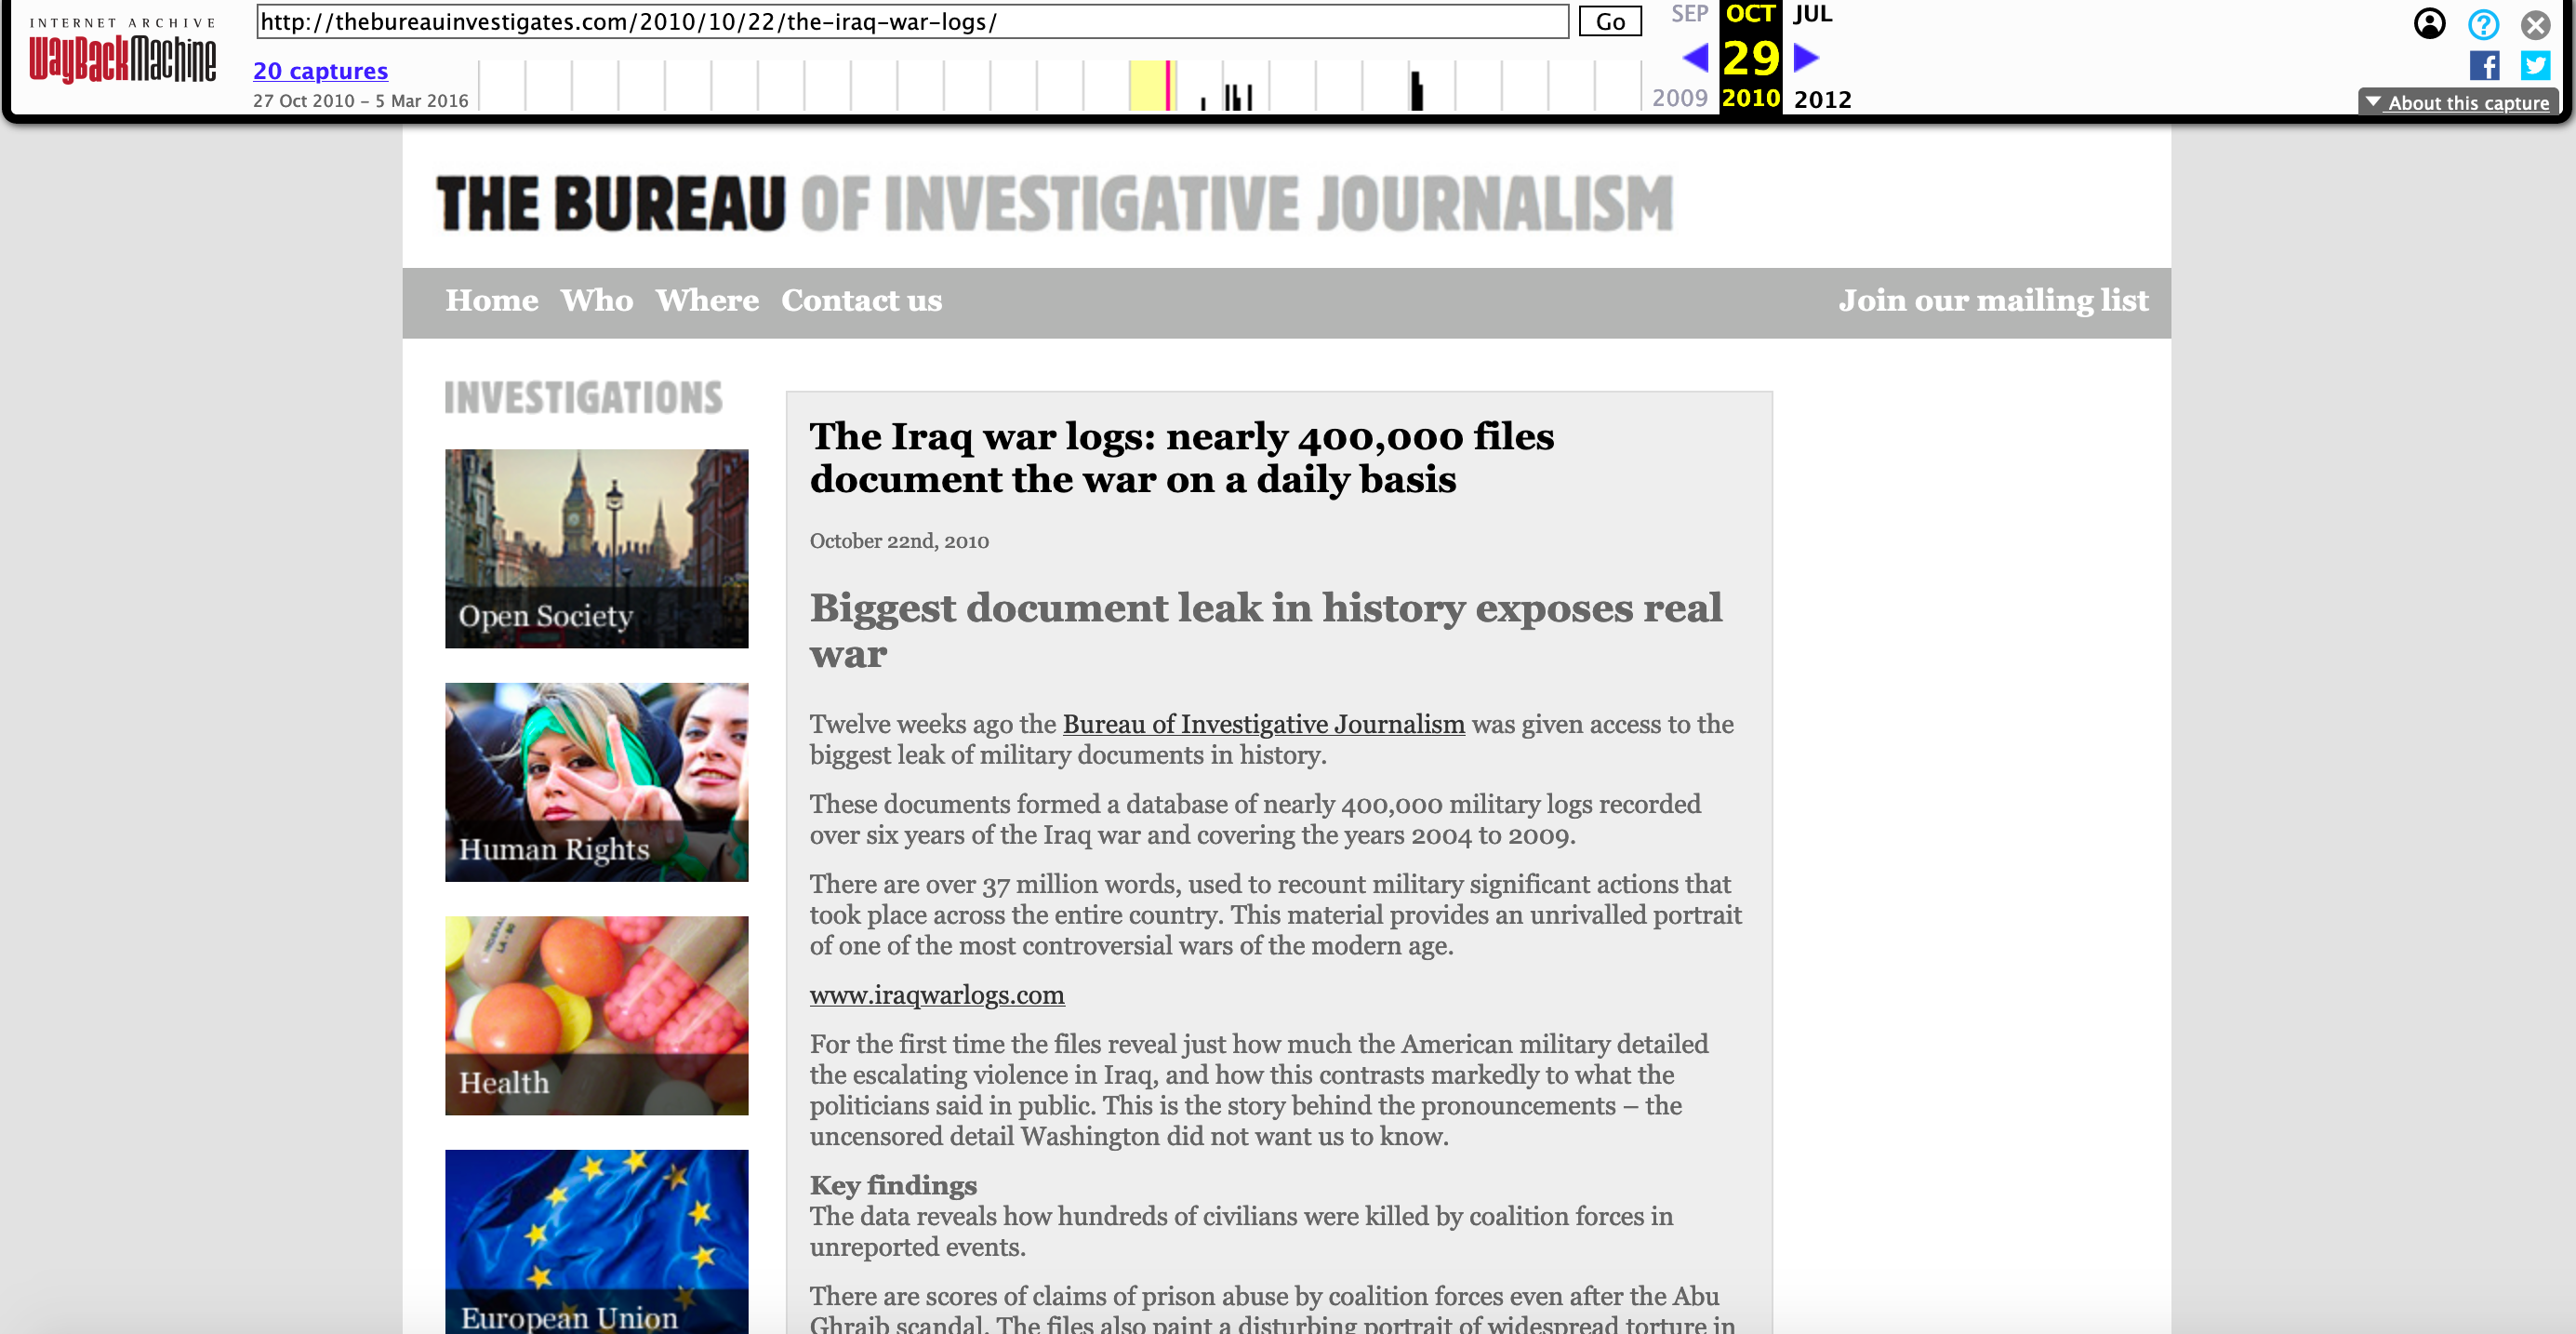 INTERNET ARCHIVE
WayBackMachine
http://thebureauinvestigates.com/2010/10/22/the-iraq-war-logs/
Go
20 captures
27 Oct 2010 – 5 Mar 2016
SEP OCT JUL
29
2009 2010 2012
About this capture
THE BUREAU OF INVESTIGATIVE JOURNALISM
Home Who Where Contact us
Join our mailing list
INVESTIGATIONS
Open Society
Human Rights
Health
European Union
The Iraq war logs: nearly 400,000 files
document the war on a daily basis
October 22nd, 2010
Biggest document leak in history exposes real
war
Twelve weeks ago the Bureau of Investigative Journalism was given access to the
biggest leak of military documents in history.
These documents formed a database of nearly 400,000 military logs recorded
over six years of the Iraq war and covering the years 2004 to 2009.
There are over 37 million words, used to recount military significant actions that
took place across the entire country. This material provides an unrivalled portrait
of one of the most controversial wars of the modern age.
www.iraqwarlogs.com
For the first time the files reveal just how much the American military detailed
the escalating violence in Iraq, and how this contrasts markedly to what the
politicians said in public. This is the story behind the pronouncements – the
uncensored detail Washington did not want us to know.
Key findings
The data reveals how hundreds of civilians were killed by coalition forces in
unreported events.
There are scores of claims of prison abuse by coalition forces even after the Abu
Ghraib scandal. The files also paint a disturbing portrait of widespread torture in